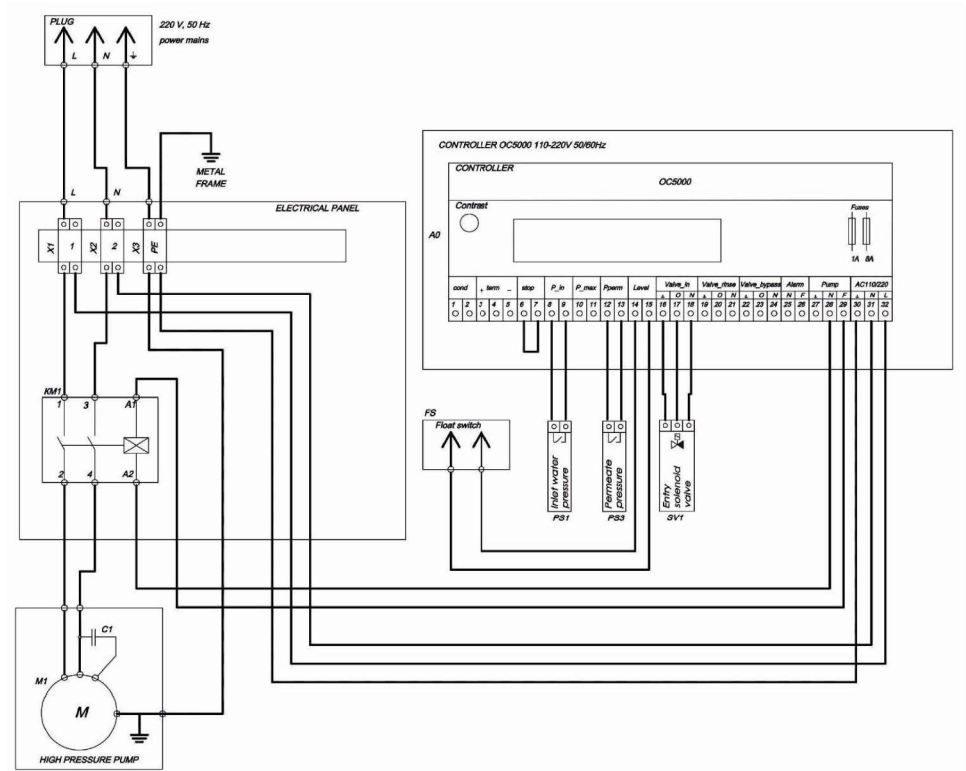 PLUG
220 V, 50 Hz
power mains
L N
METAL
FRAME
L N
ELECTRICAL PANEL
X1 1 X2 2 X3 PE
CONTROLLER OC5000 110-220V 50/60Hz
CONTROLLER
OC5000
Contrast
Fuses
A0
1A 8A
cond + term - stop P_in P_max Pperm Level Valve_in Valve_rinse Valve_bypass Alarm Pump AC110/220
O N O N O N N F N F N L
1 2 3 4 5 6 7 8 9 10 11 12 13 14 15 16 17 18 19 20 21 22 23 24 25 26 27 28 29 30 31 32
KM1
1 3 A1
2 4 A2
FS
Float switch
Inlet water
pressure
PS1
Permeate
pressure
PS3
S
Entry
solenoid
valve
SV1
C1
M1
M
HIGH PRESSURE PUMP